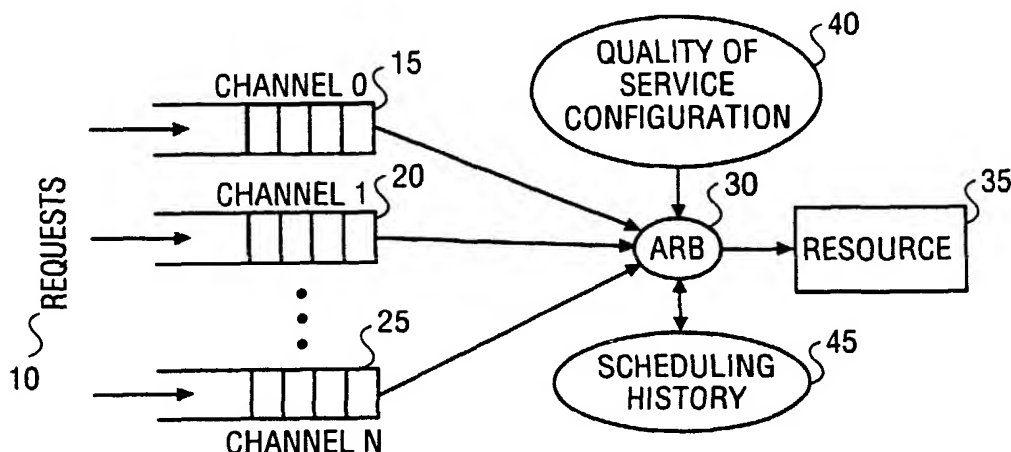 40
QUALITY OF
SERVICE
CONFIGURATION
CHANNEL 0
15
CHANNEL 1
20
30
ARB
35
RESOURCE
REQUESTS
10
25
CHANNEL N
45
SCHEDULING
HISTORY